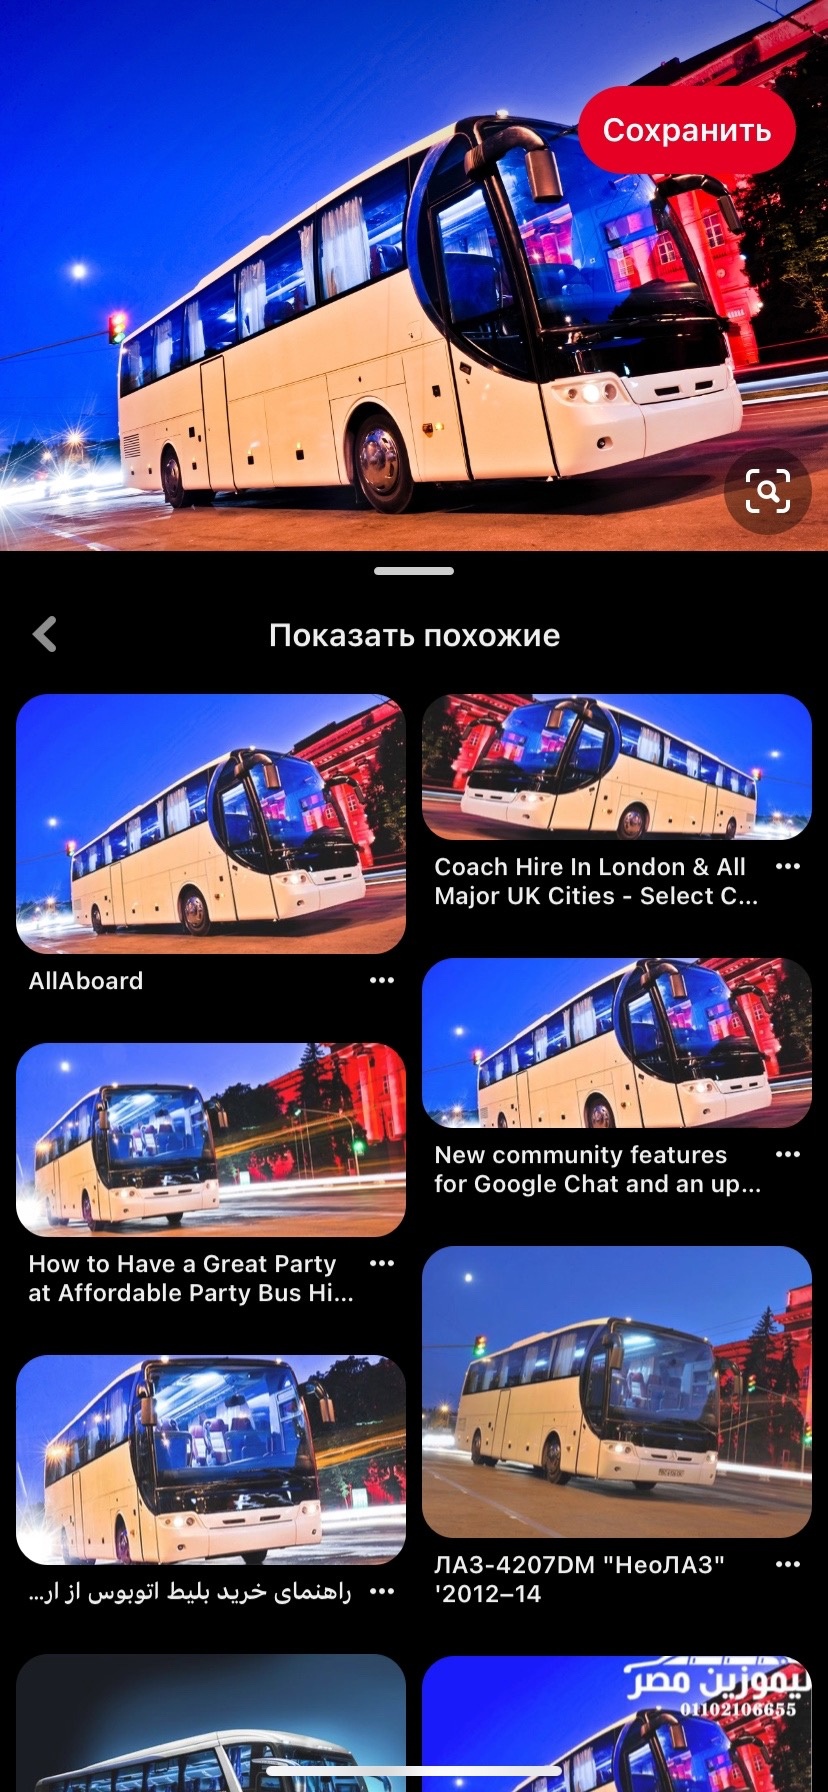 Сохранить
Показать похожие
AllAboard
Coach Hire In London & All
Major UK Cities - Select C...
New community features
for Google Chat and an up...
How to Have a Great Party
at Affordable Party Bus Hi...
راهنمای خرید بلیط اتوبوس از ار...
ЛАЗ-4207DM "НеоЛАЗ"
'2012–14
ليموزين مصر
01102106655